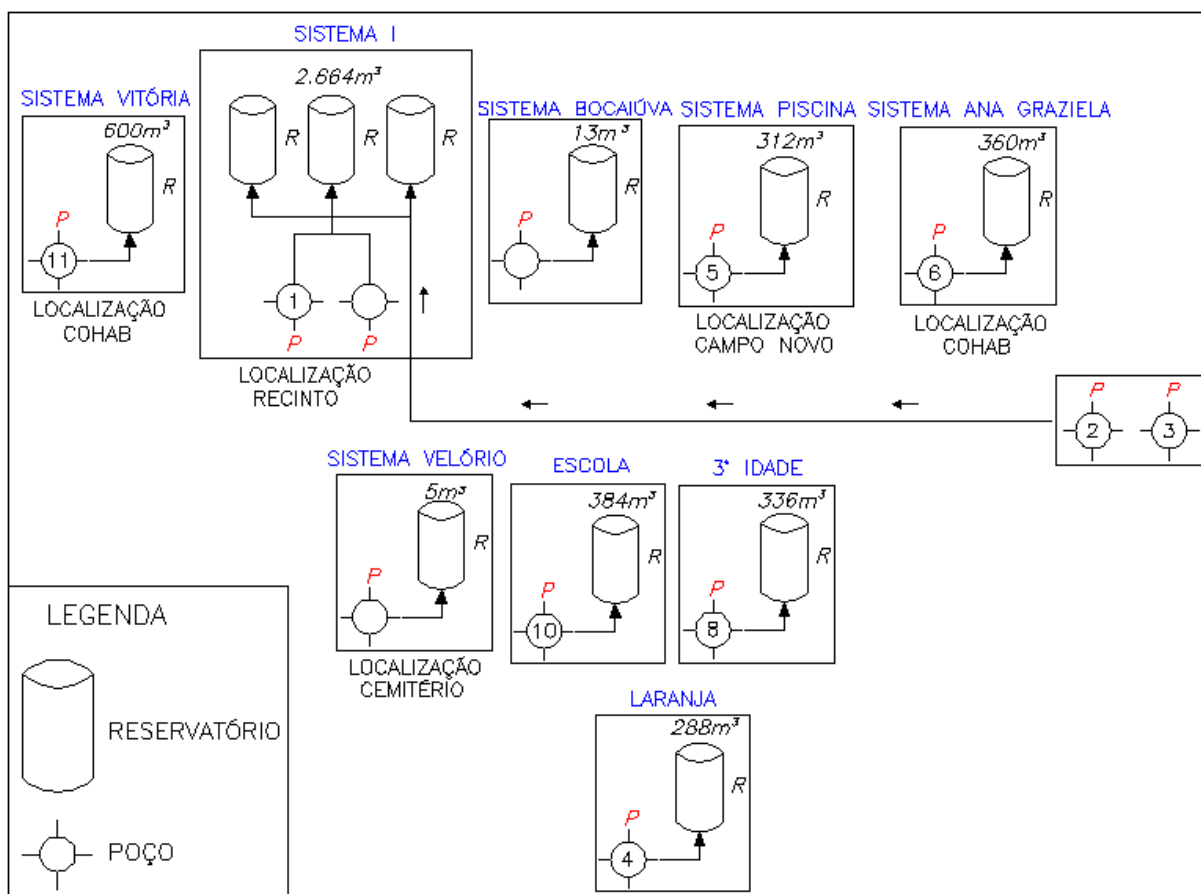 SISTEMA I
2.664m³
R
R
R
1
P
P
LOCALIZAÇÃO
RECINTO
SISTEMA VITÓRIA
600m³
R
P
11
LOCALIZAÇÃO
COHAB
SISTEMA BOCAIÚVA
13m³
R
P
SISTEMA PISCINA
312m³
R
P
5
LOCALIZAÇÃO
CAMPO NOVO
SISTEMA ANA GRAZIELA
360m³
R
P
6
LOCALIZAÇÃO
COHAB
P
P
2
3
SISTEMA VELÓRIO
5m³
R
P
LOCALIZAÇÃO
CEMITÉRIO
ESCOLA
384m³
R
P
10
3ª IDADE
336m³
R
P
8
LARANJA
288m³
R
P
4
LEGENDA
RESERVATÓRIO
POÇO